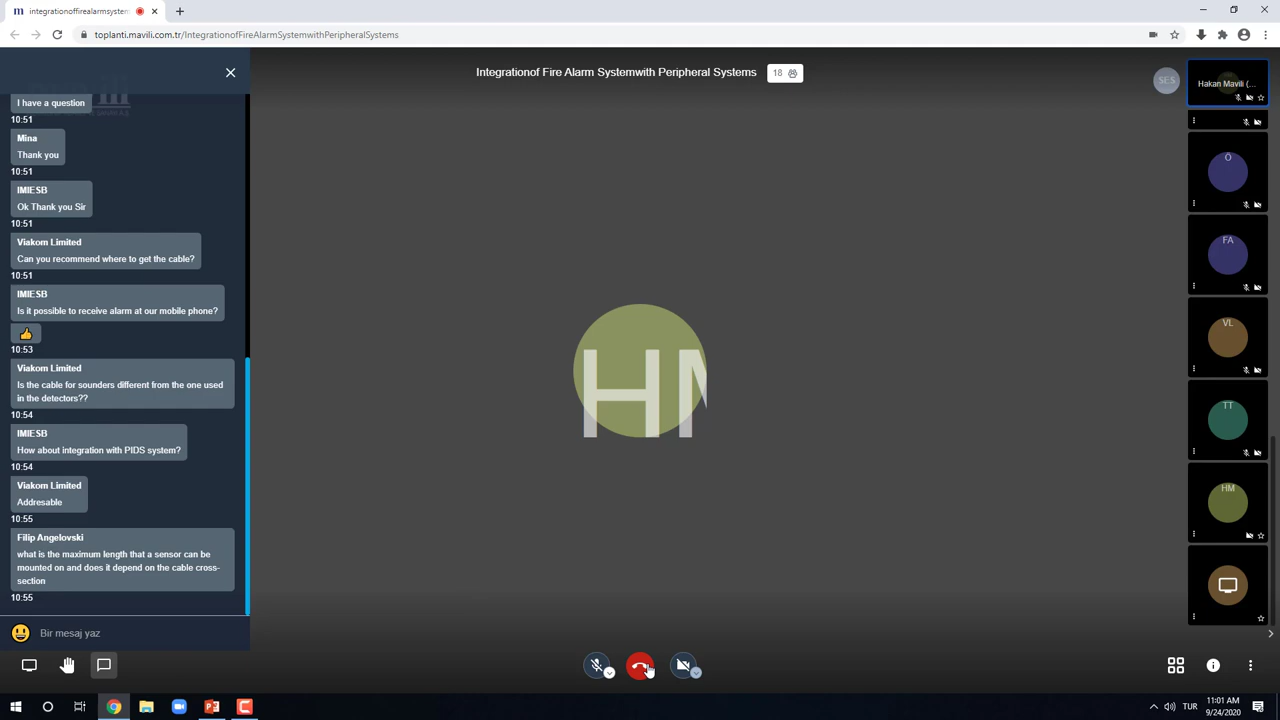 integrationoffirealarmsystem
toplanti.mavili.com.tr/IntegrationofFireAlarmSystemwithPeripheralSystems
Integrationof Fire Alarm Systemwith Peripheral Systems
18
SES
Hakan Mavili (...
I have a question
10:51
Mina
Thank you
10:51
IMIESB
Ok Thank you Sir
10:51
Viakom Limited
Can you recommend where to get the cable?
10:51
IMIESB
Is it possible to receive alarm at our mobile phone?
10:53
Viakom Limited
Is the cable for sounders different from the one used
in the detectors??
10:54
IMIESB
How about integration with PIDS system?
10:54
Viakom Limited
Addresable
10:55
Filip Angelovski
what is the maximum length that a sensor can be
mounted on and does it depend on the cable cross-
section
10:55
Bir mesaj yaz
HM
Ö
FA
VL
TT
HM
TUR
11:01 AM
9/24/2020